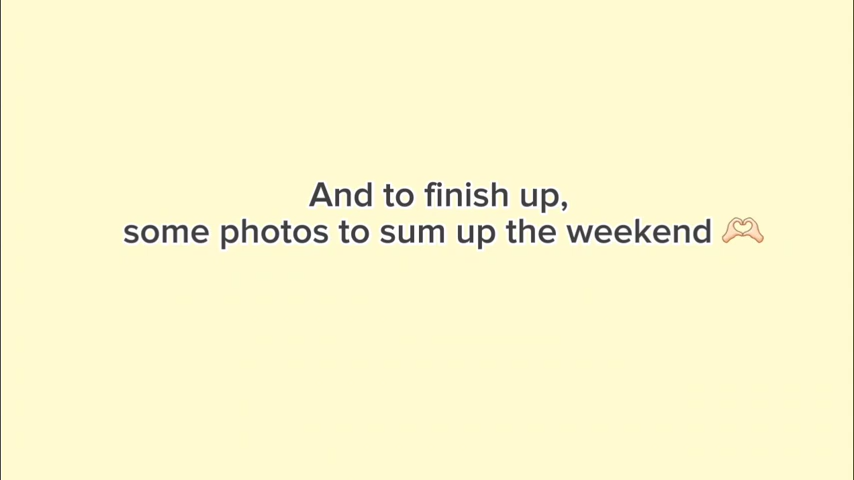 And to finish up,
some photos to sum up the weekend 🫶🏻